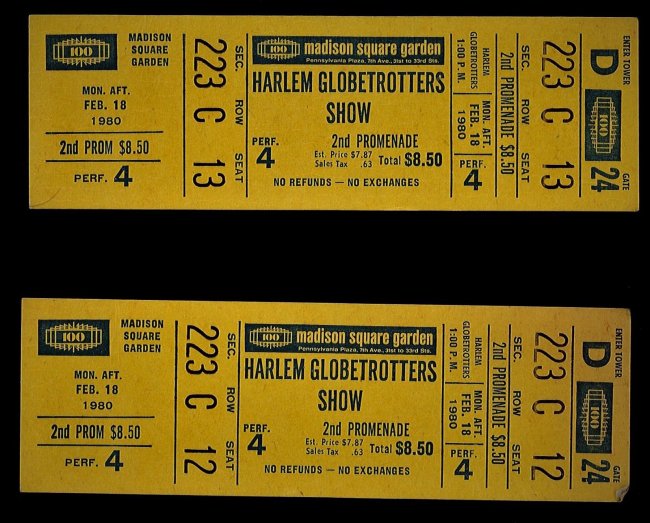 100
MADISON
SQUARE
GARDEN
MON. AFT.
FEB. 18
1980
2nd PROM $8.50
PERF. 4
SEC. ROW SEAT
223 C 13
100 madison square garden
Pennsylvania Plaza, 7th Ave., 31st to 33rd Sts.
HARLEM GLOBETROTTERS
SHOW
PERF.
4
2nd PROMENADE
Est. Price $7.87
Sales Tax .63
Total $8.50
NO REFUNDS — NO EXCHANGES
HARLEM
GLOBETROTTERS
1:00 P.M.
MON. AFT.
FEB. 18
1980
PERF.
4
2nd PROMENADE $8.50
SEC. ROW SEAT
223 C 13
ENTER TOWER
D
100
GATE
24
100
MADISON
SQUARE
GARDEN
MON. AFT.
FEB. 18
1980
2nd PROM $8.50
PERF. 4
SEC. ROW SEAT
223 C 12
100 madison square garden
Pennsylvania Plaza, 7th Ave., 31st to 33rd Sts.
HARLEM GLOBETROTTERS
SHOW
PERF.
4
2nd PROMENADE
Est. Price $7.87
Sales Tax .63
Total $8.50
NO REFUNDS — NO EXCHANGES
HARLEM
GLOBETROTTERS
1:00 P.M.
MON. AFT.
FEB. 18
1980
PERF.
4
2nd PROMENADE $8.50
SEC. ROW SEAT
223 C 12
ENTER TOWER
D
100
GATE
24